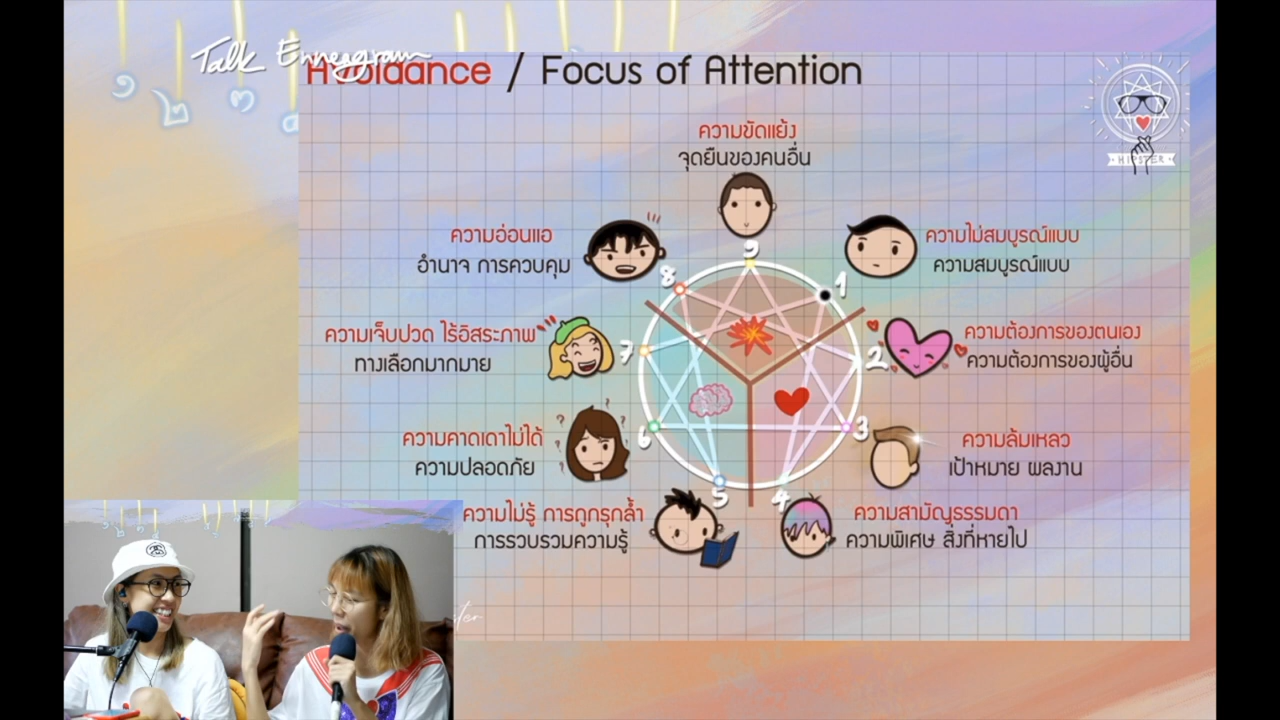 Talk Enneagram
Avoidance / Focus of Attention
๑ ๒ ๓
HIPSTER
ความขัดแย้ง
จุดยืนของคนอื่น
ความอ่อนแอ
อำนาจ การควบคุม
ความไม่สมบูรณ์แบบ
ความสมบูรณ์แบบ
9
8
1
ความเจ็บปวด ไร้อิสระภาพ
ทางเลือกมากมาย
7
2
ความต้องการของตนเอง
ความต้องการของผู้อื่น
ความคาดเดาไม่ได้
ความปลอดภัย
6
3
ความล้มเหลว
เป้าหมาย ผลงาน
5
4
ความไม่รู้ การถูกรุกล้ำ
การรวบรวมความรู้
ความสามัญธรรมดา
ความพิเศษ สิ่งที่หายไป